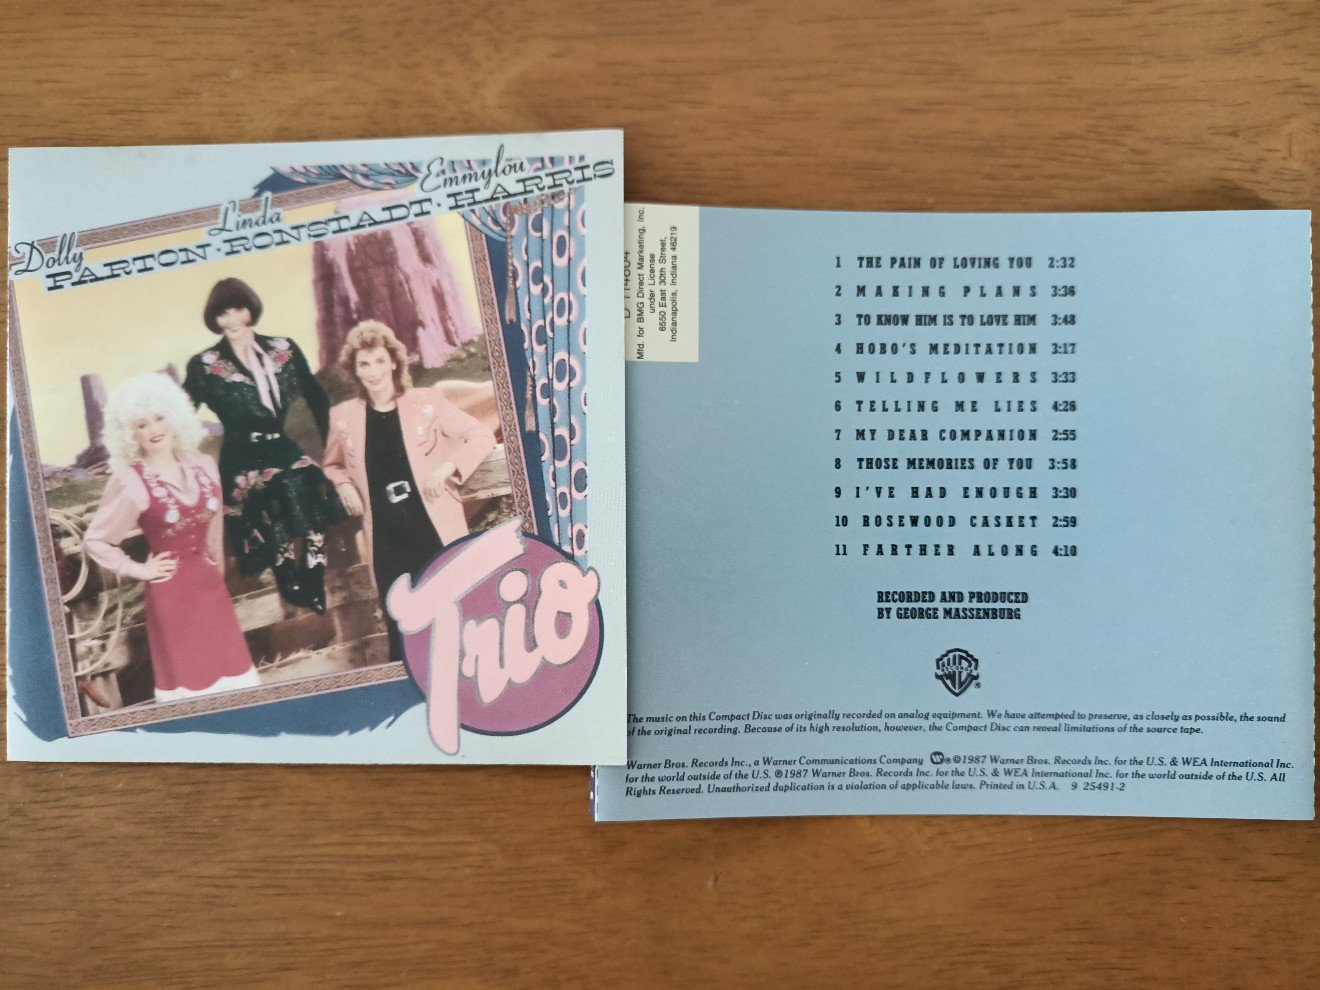 Dolly Linda Emmylou
PARTON · RONSTADT · HARRIS
Trio
Mfd. for BMG Direct Marketing, Inc.
under License
6550 East 30th Street,
Indianapolis, Indiana 46219
1 THE PAIN OF LOVING YOU 2:32
2 MAKING PLANS 3:36
3 TO KNOW HIM IS TO LOVE HIM 3:48
4 HOBO'S MEDITATION 3:17
5 WILDFLOWERS 3:33
6 TELLING ME LIES 4:26
7 MY DEAR COMPANION 2:55
8 THOSE MEMORIES OF YOU 3:58
9 I'VE HAD ENOUGH 3:30
10 ROSEWOOD CASKET 2:59
11 FARTHER ALONG 4:10
RECORDED AND PRODUCED
BY GEORGE MASSENBURG
WB RECORDS ®
The music on this Compact Disc was originally recorded on analog equipment. We have attempted to preserve, as closely as possible, the sound
of the original recording. Because of its high resolution, however, the Compact Disc can reveal limitations of the source tape.
Warner Bros. Records Inc., a Warner Communications Company ® ©1987 Warner Bros. Records Inc. for the U.S. & WEA International Inc.
for the world outside of the U.S. ℗1987 Warner Bros. Records Inc. for the U.S. & WEA International Inc. for the world outside of the U.S. All
Rights Reserved. Unauthorized duplication is a violation of applicable laws. Printed in U.S.A. 9 25491-2